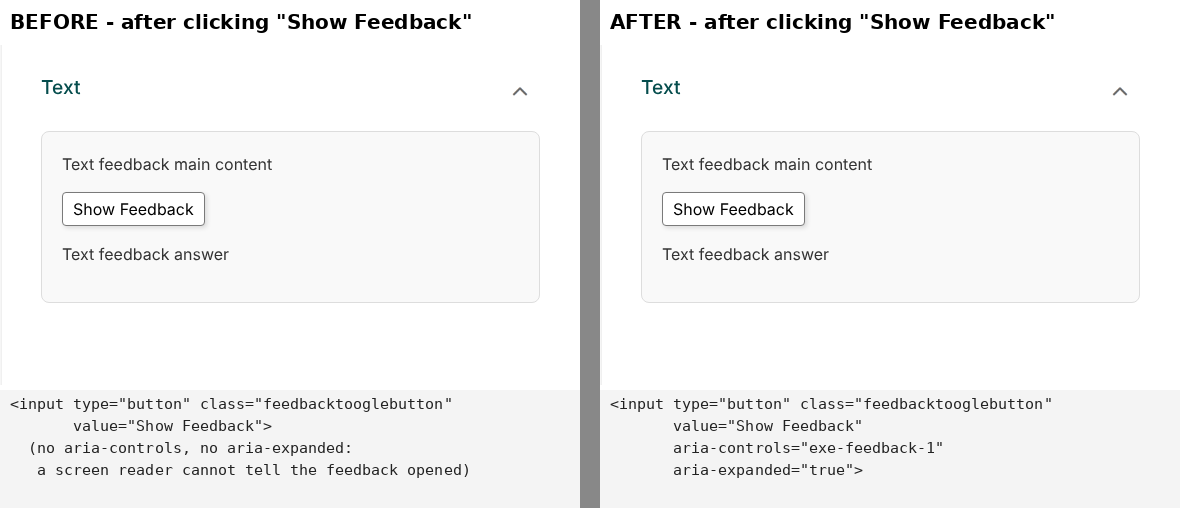 BEFORE - after clicking "Show Feedback"
Text
Text feedback main content
Show Feedback
Text feedback answer
<input type="button" class="feedbacktooglebutton"
value="Show Feedback">
(no aria-controls, no aria-expanded:
a screen reader cannot tell the feedback opened)
AFTER - after clicking "Show Feedback"
Text
Text feedback main content
Show Feedback
Text feedback answer
<input type="button" class="feedbacktooglebutton"
value="Show Feedback"
aria-controls="exe-feedback-1"
aria-expanded="true">